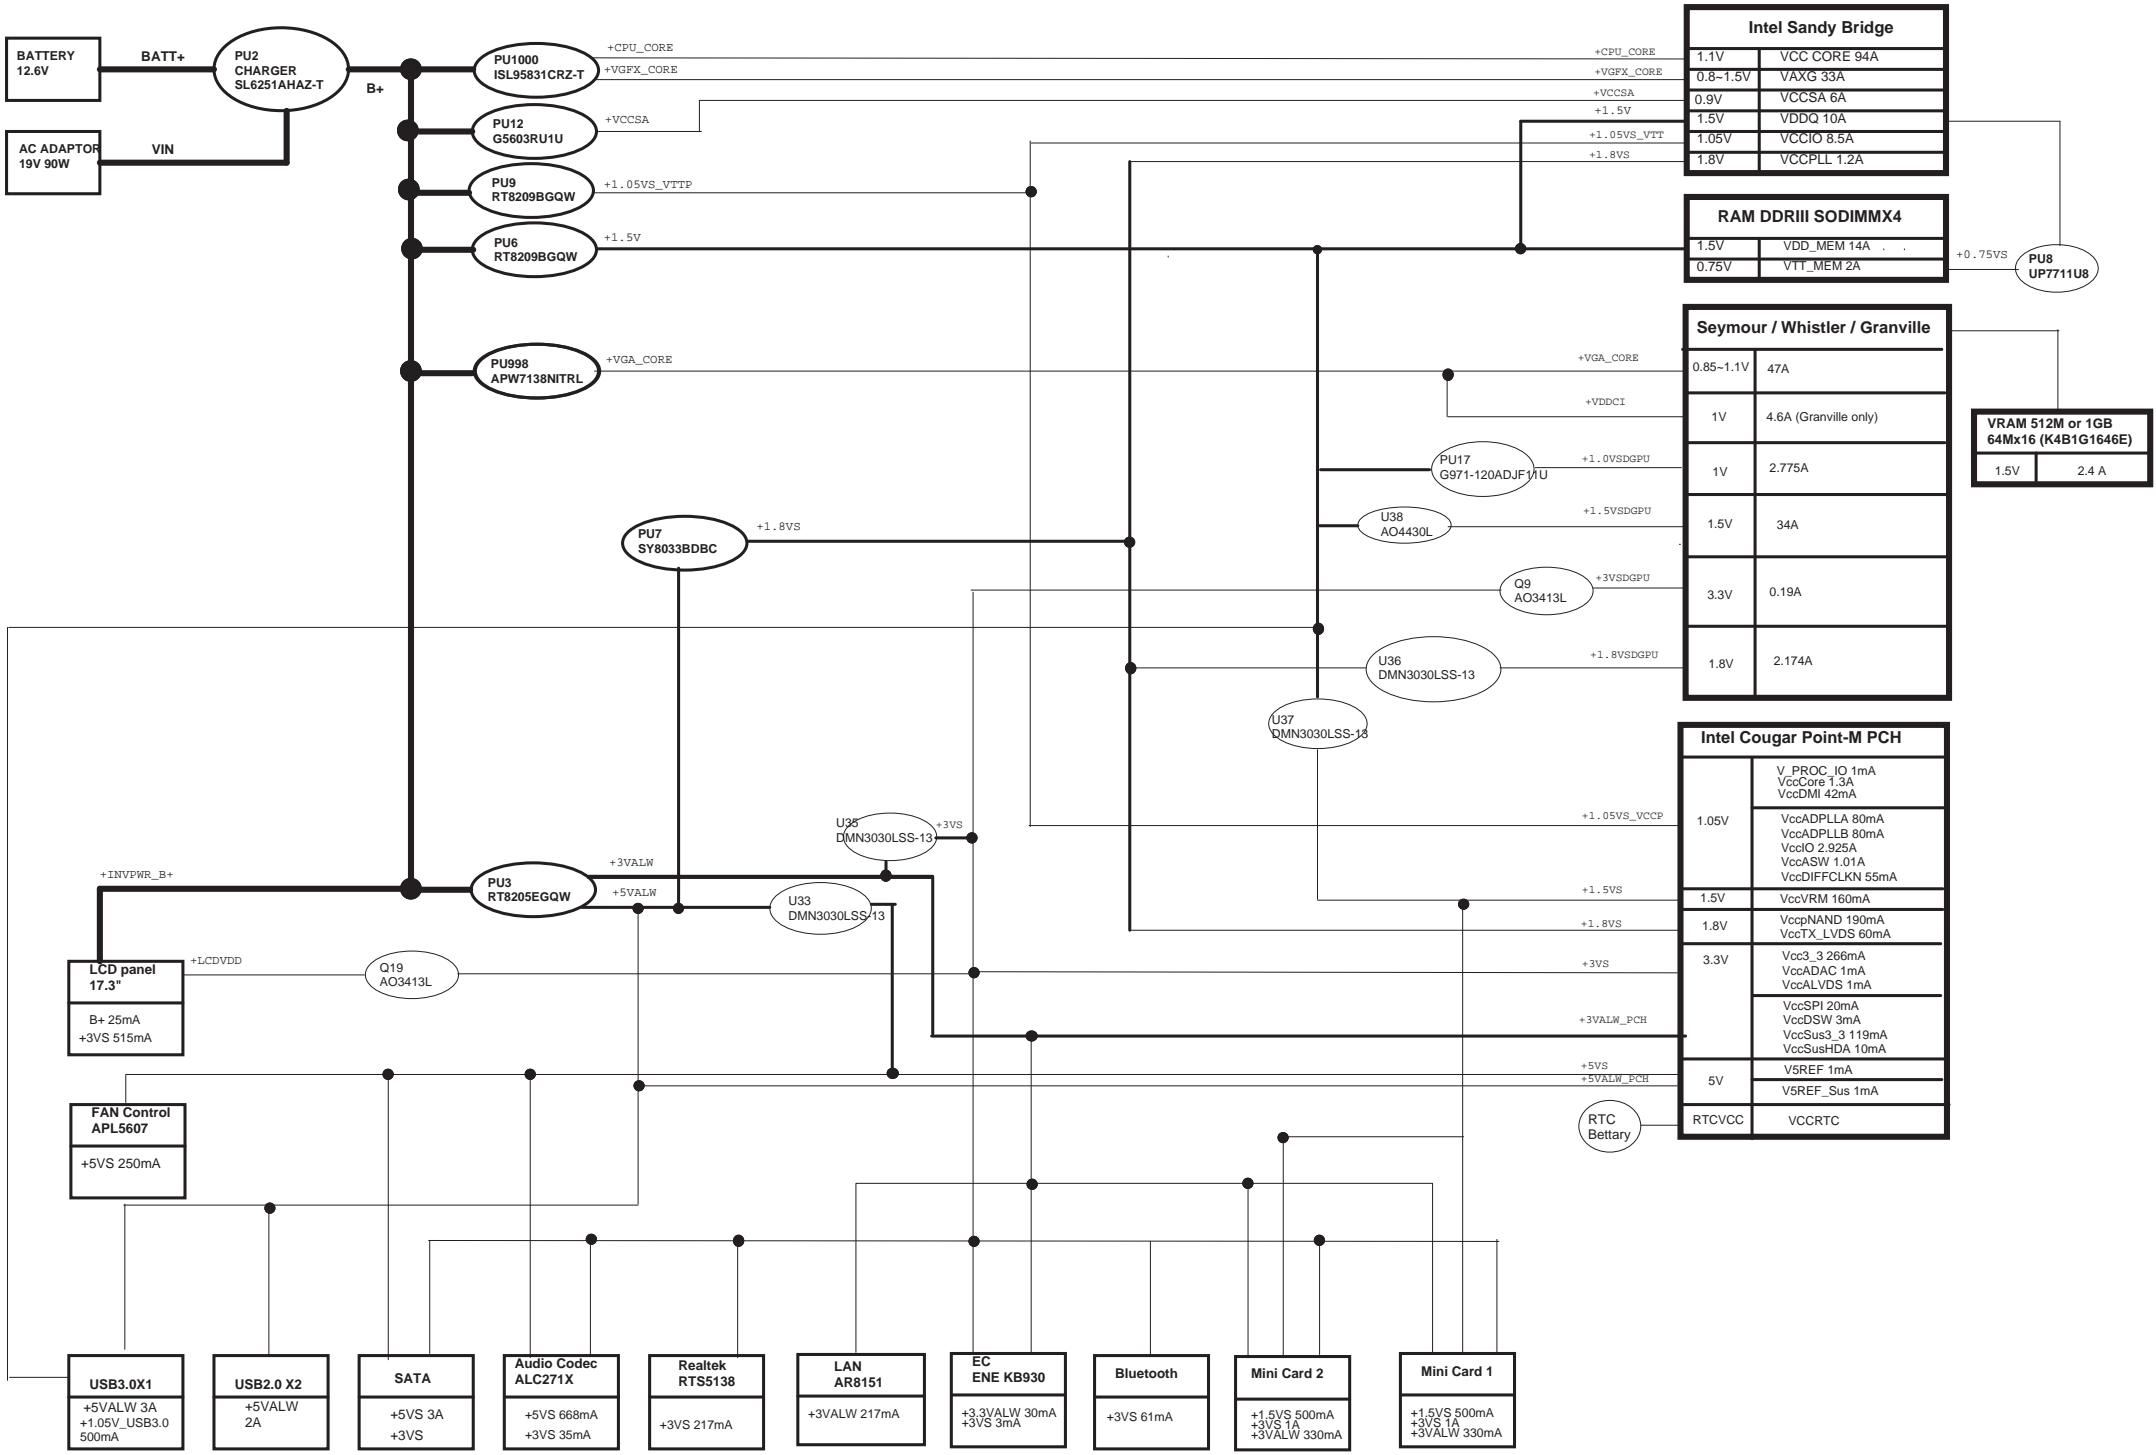 BATTERY
12.6V
BATT+
PU2
CHARGER
SL6251AHAZ-T
B+
AC ADAPTOR
19V 90W
VIN
PU1000
ISL95831CRZ-T
+CPU_CORE
+VGFX_CORE
PU12
G5603RU1U
+VCCSA
PU9
RT8209BGQW
+1.05VS_VTTP
PU6
RT8209BGQW
+1.5V
PU998
APW7138NITRL
+VGA_CORE
PU7
SY8033BDBC
+1.8VS
PU3
RT8205EGQW
+3VALW
+5VALW
+INVPWR_B+
U35
DMN3030LSS-13
+3VS
U33
DMN3030LSS-13
+LCDVDD
Q19
AO3413L
LCD panel
17.3"
B+ 25mA
+3VS 515mA
FAN Control
APL5607
+5VS 250mA
+CPU_CORE
+VGFX_CORE
+VCCSA
+1.5V
+1.05VS_VTT
+1.8VS
Intel Sandy Bridge
1.1V VCC CORE 94A
0.8~1.5V VAXG 33A
0.9V VCCSA 6A
1.5V VDDQ 10A
1.05V VCCIO 8.5A
1.8V VCCPLL 1.2A
RAM DDRIII SODIMMX4
1.5V VDD_MEM 14A
0.75V VTT_MEM 2A
+0.75VS
PU8
UP7711U8
Seymour / Whistler / Granville
+VGA_CORE
0.85~1.1V 47A
+VDDCI
1V 4.6A (Granville only)
PU17
G971-120ADJF11U
+1.0VSDGPU
1V 2.775A
U38
AO4430L
+1.5VSDGPU
1.5V 34A
Q9
AO3413L
+3VSDGPU
3.3V 0.19A
U36
DMN3030LSS-13
+1.8VSDGPU
1.8V 2.174A
VRAM 512M or 1GB
64Mx16 (K4B1G1646E)
1.5V 2.4 A
U37
DMN3030LSS-13
Intel Cougar Point-M PCH
+1.05VS_VCCP
1.05V
V_PROC_IO 1mA
VccCore 1.3A
VccDMI 42mA
VccADPLLA 80mA
VccADPLLB 80mA
VccIO 2.925A
VccASW 1.01A
VccDIFFCLKN 55mA
+1.5VS
1.5V VccVRM 160mA
+1.8VS
1.8V
VccpNAND 190mA
VccTX_LVDS 60mA
+3VS
3.3V
Vcc3_3 266mA
VccADAC 1mA
VccALVDS 1mA
+3VALW_PCH
VccSPI 20mA
VccDSW 3mA
VccSus3_3 119mA
VccSusHDA 10mA
+5VS
+5VALW_PCH
5V
V5REF 1mA
V5REF_Sus 1mA
RTC
Bettary
RTCVCC VCCRTC
USB3.0X1
+5VALW 3A
+1.05V_USB3.0
500mA
USB2.0 X2
+5VALW
2A
SATA
+5VS 3A
+3VS
Audio Codec
ALC271X
+5VS 668mA
+3VS 35mA
Realtek
RTS5138
+3VS 217mA
LAN
AR8151
+3VALW 217mA
EC
ENE KB930
+3.3VALW 30mA
+3VS 3mA
Bluetooth
+3VS 61mA
Mini Card 2
+1.5VS 500mA
+3VS 1A
+3VALW 330mA
Mini Card 1
+1.5VS 500mA
+3VS 1A
+3VALW 330mA